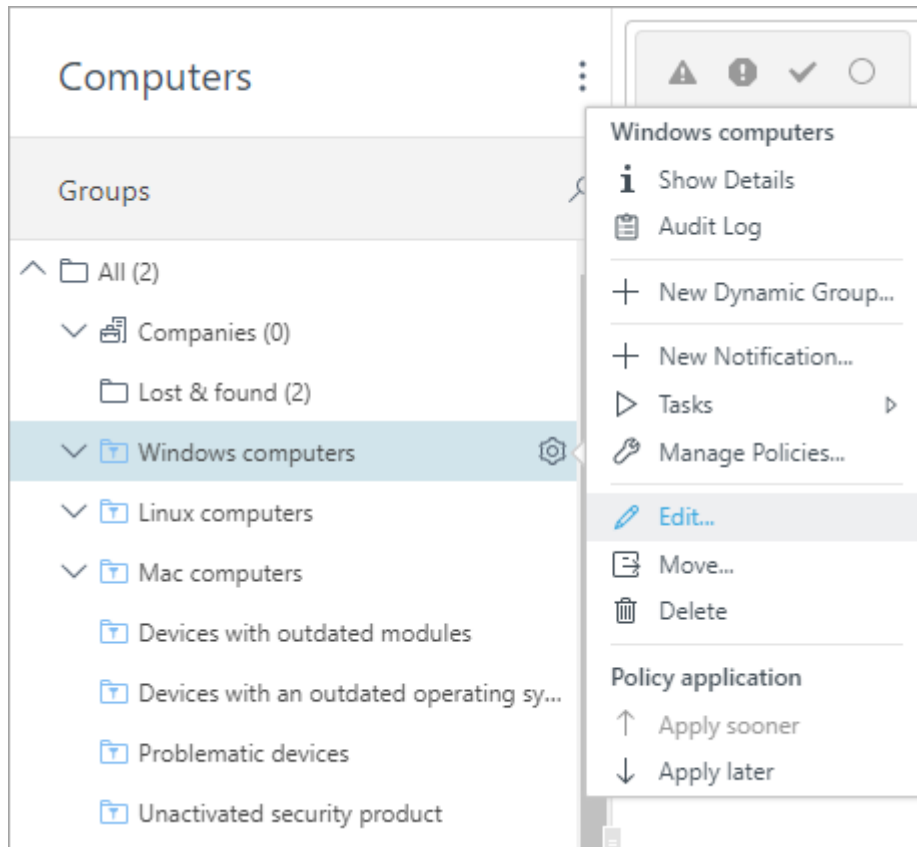 Computers
Groups
All (2)
Companies (0)
Lost & found (2)
Windows computers
Linux computers
Mac computers
Devices with outdated modules
Devices with an outdated operating sy...
Problematic devices
Unactivated security product
Windows computers
Show Details
Audit Log
New Dynamic Group...
New Notification...
Tasks
Manage Policies...
Edit...
Move...
Delete
Policy application
Apply sooner
Apply later